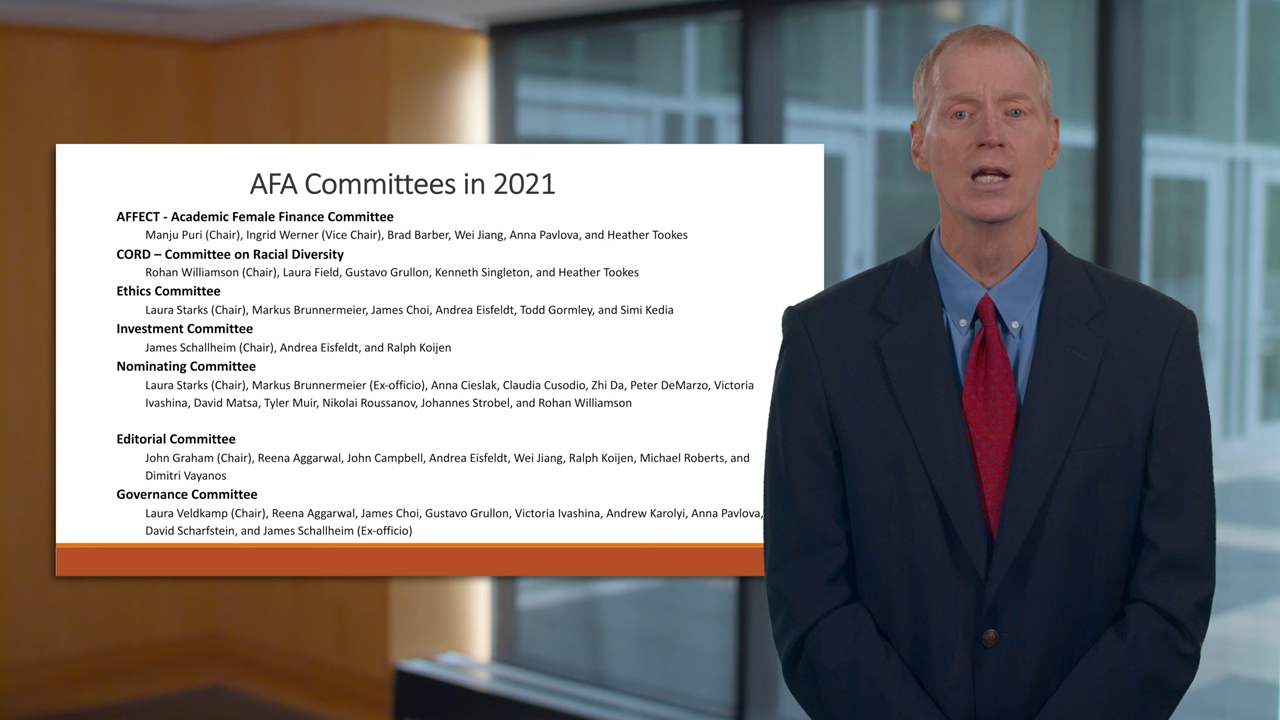 AFA Committees in 2021
AFFECT - Academic Female Finance Committee
Manju Puri (Chair), Ingrid Werner (Vice Chair), Brad Barber, Wei Jiang, Anna Pavlova, and Heather Tookes
CORD – Committee on Racial Diversity
Rohan Williamson (Chair), Laura Field, Gustavo Grullon, Kenneth Singleton, and Heather Tookes
Ethics Committee
Laura Starks (Chair), Markus Brunnermeier, James Choi, Andrea Eisfeldt, Todd Gormley, and Simi Kedia
Investment Committee
James Schallheim (Chair), Andrea Eisfeldt, and Ralph Koijen
Nominating Committee
Laura Starks (Chair), Markus Brunnermeier (Ex-officio), Anna Cieslak, Claudia Cusodio, Zhi Da, Peter DeMarzo, Victoria
Ivashina, David Matsa, Tyler Muir, Nikolai Roussanov, Johannes Strobel, and Rohan Williamson
Editorial Committee
John Graham (Chair), Reena Aggarwal, John Campbell, Andrea Eisfeldt, Wei Jiang, Ralph Koijen, Michael Roberts, and
Dimitri Vayanos
Governance Committee
Laura Veldkamp (Chair), Reena Aggarwal, James Choi, Gustavo Grullon, Victoria Ivashina, Andrew Karolyi, Anna Pavlova,
David Scharfstein, and James Schallheim (Ex-officio)